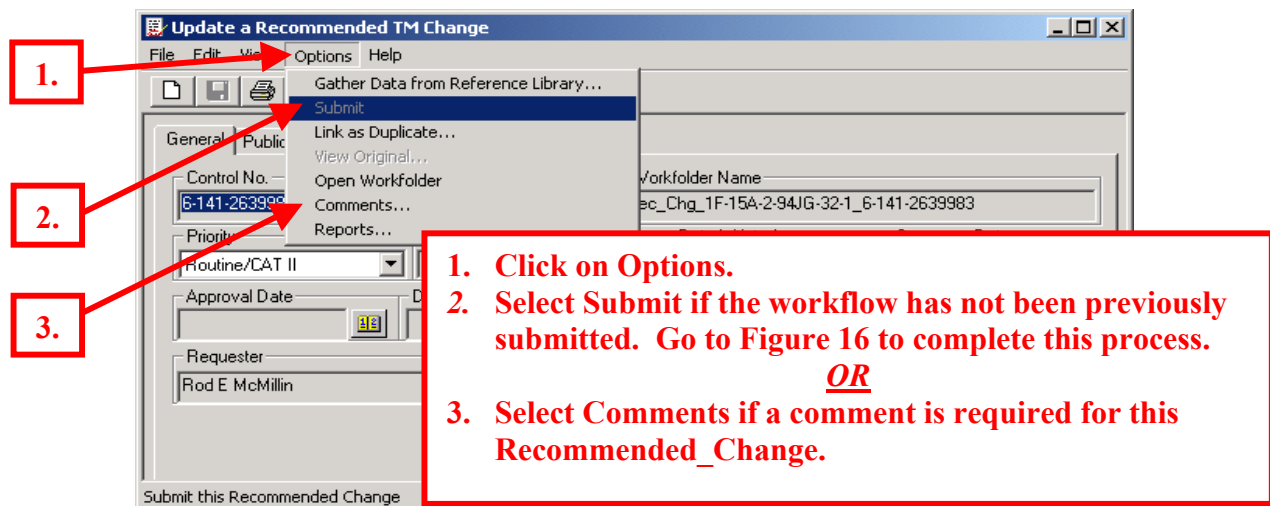 Update a Recommended TM Change
File Edit Options Help
1.
Gather Data from Reference Library...
Submit
General Public
Link as Duplicate...
View Original...
Control No.
Open Workfolder
Workfolder Name
2.
6-141-263998
Comments...
ec_Chg_1F-15A-2-94JG-32-1_6-141-2639983
Priority
Reports...
Routine/CAT II
Approval Date
3.
Requester
Rod E McMillin
1. Click on Options.
2. Select Submit if the workflow has not been previously
submitted. Go to Figure 16 to complete this process.
OR
3. Select Comments if a comment is required for this
Recommended_Change.
Submit this Recommended Change